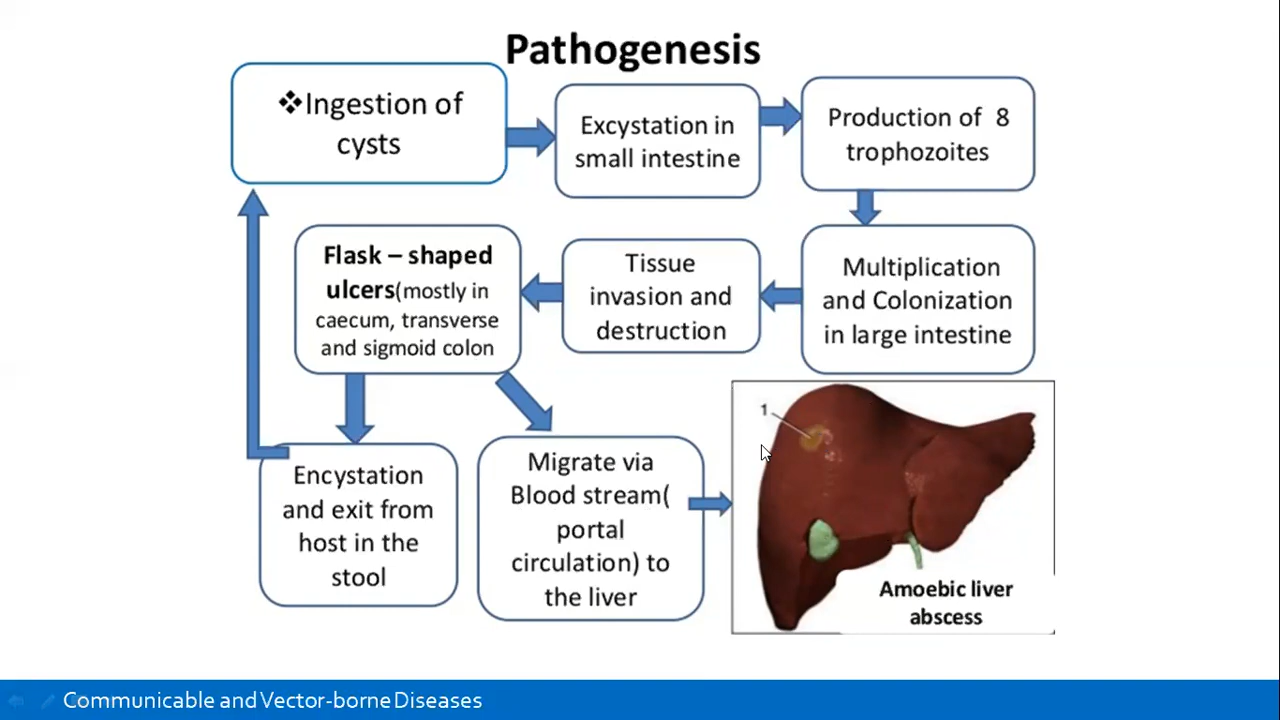 Pathogenesis
❖Ingestion of
cysts
Excystation in
small intestine
Production of 8
trophozoites
Multiplication
and Colonization
in large intestine
Tissue
invasion and
destruction
Flask – shaped
ulcers(mostly in
caecum, transverse
and sigmoid colon
Encystation
and exit from
host in the
stool
Migrate via
Blood stream(
portal
circulation) to
the liver
1
Amoebic liver
abscess
Communicable and Vector-borne Diseases